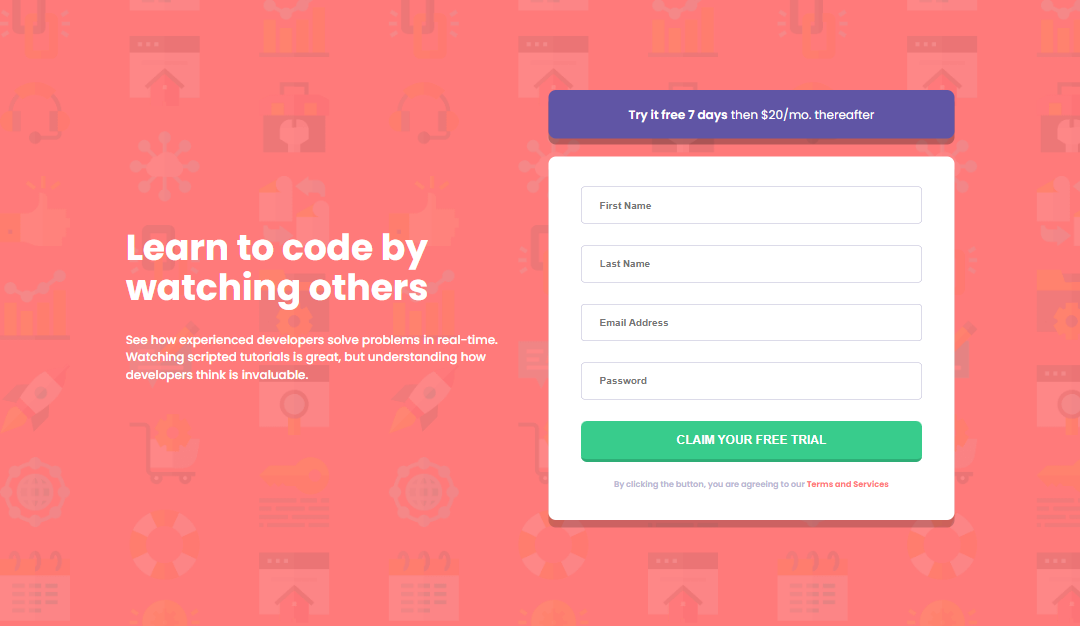 Try it free 7 days then $20/mo. thereafter
Learn to code by
watching others
See how experienced developers solve problems in real-time.
Watching scripted tutorials is great, but understanding how
developers think is invaluable.
First Name
Last Name
Email Address
Password
CLAIM YOUR FREE TRIAL
By clicking the button, you are agreeing to our Terms and Services